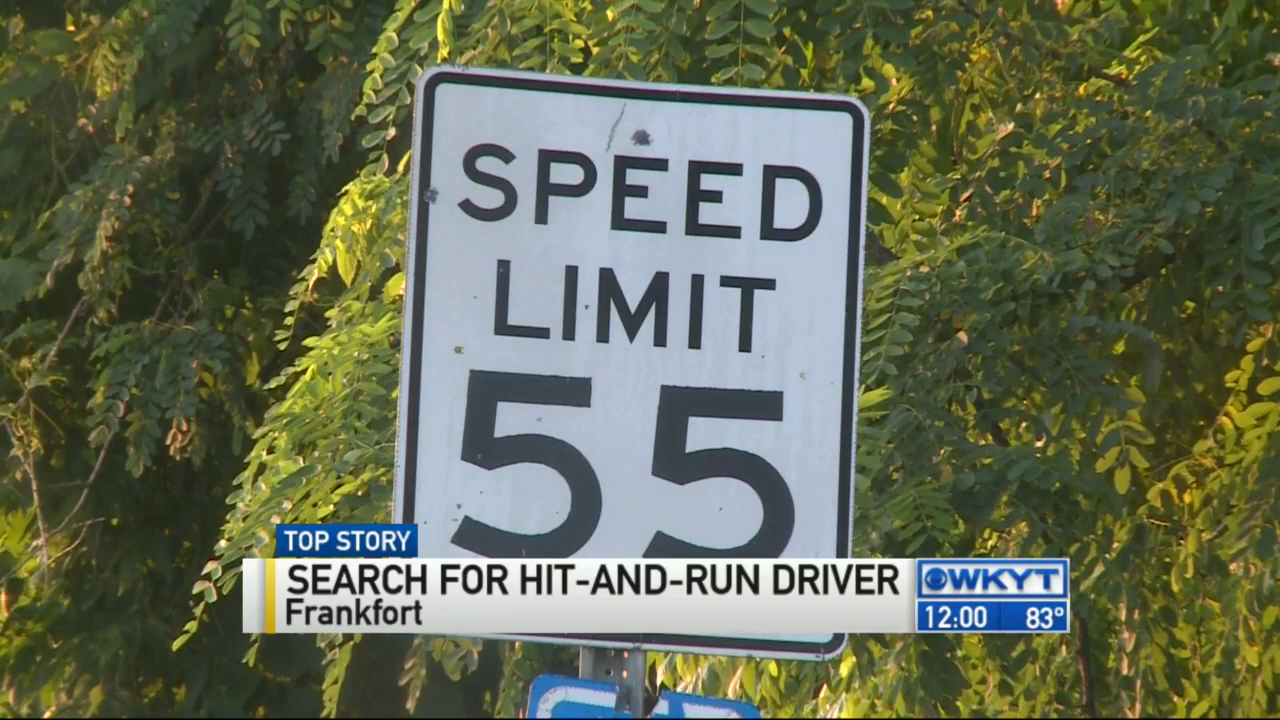 SPEED
LIMIT
55
TOP STORY
SEARCH FOR HIT-AND-RUN DRIVER
Frankfort
WKYT
12:00 83°